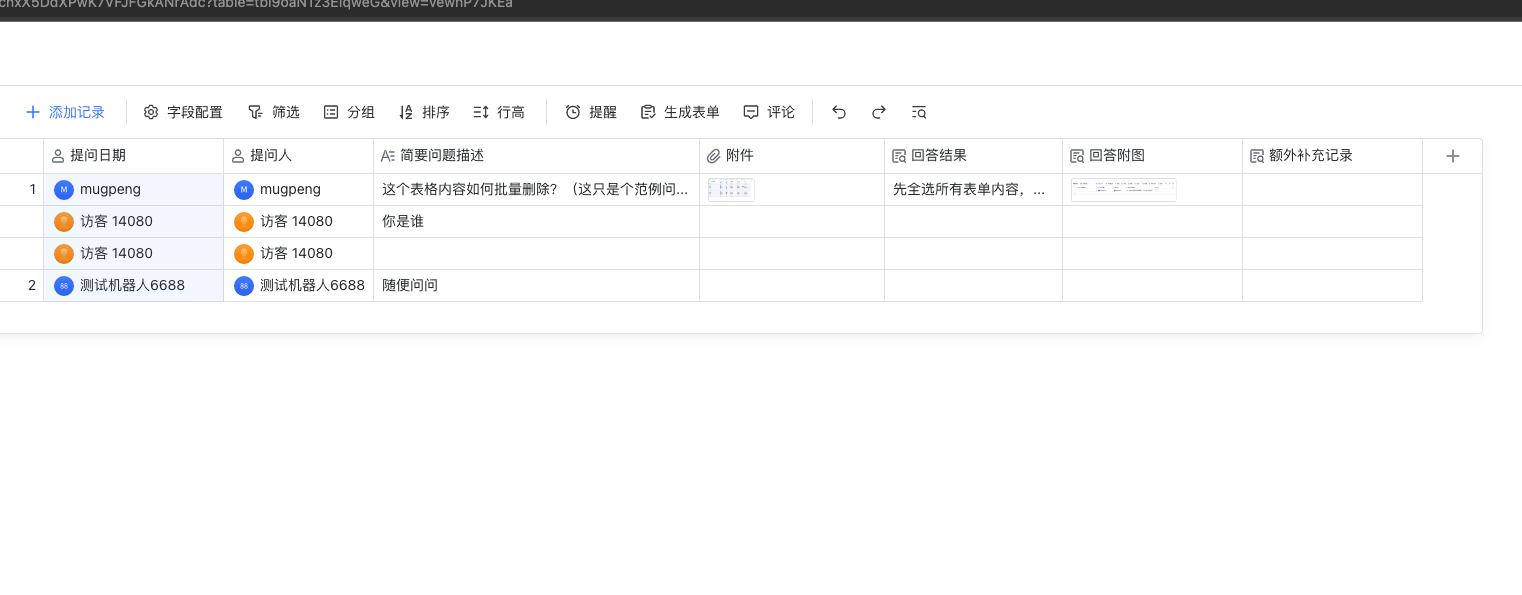 添加记录 字段配置 筛选 分组 排序 行高 提醒 生成表单 评论
提问日期 提问人 简要问题描述 附件 回答结果 回答附图 额外补充记录
1 M mugpeng M mugpeng 这个表格内容如何批量删除？（这只是个范例问... 先全选所有表单内容，...
访客 14080 访客 14080 你是谁
访客 14080 访客 14080
2 88 测试机器人6688 88 测试机器人6688 随便问问